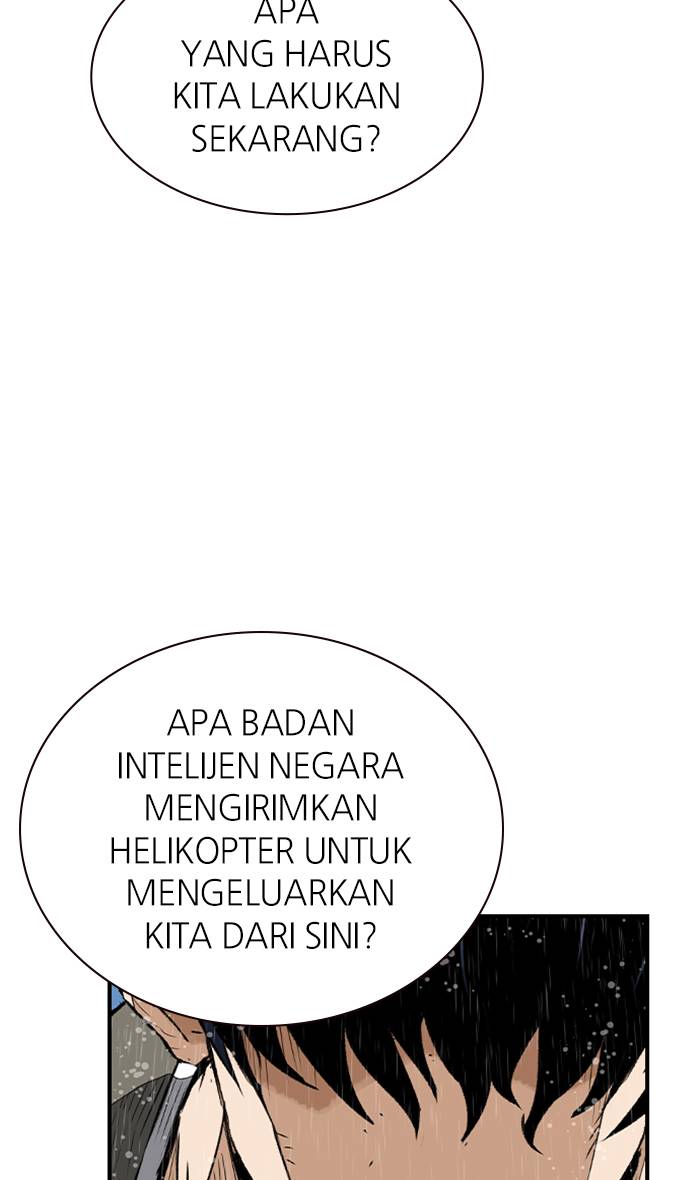 APA
YANG HARUS
KITA LAKUKAN
SEKARANG?
APA BADAN
INTELIJEN NEGARA
MENGIRIMKAN
HELIKOPTER UNTUK
MENGELUARKAN
KITA DARI SINI?